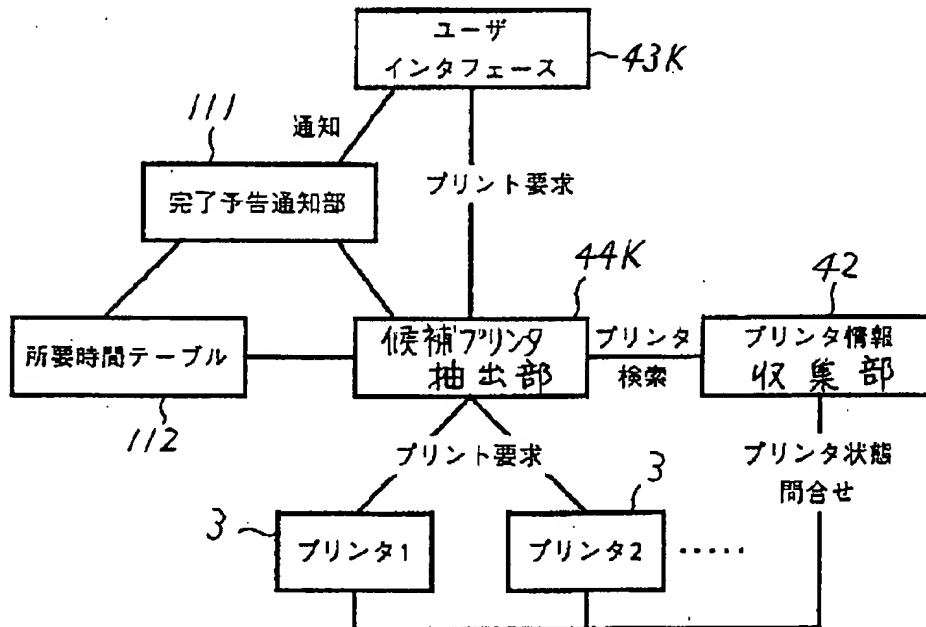 ユーザ
インタフェース
43K
111
通知
完了予告通知部
プリント要求
44K
42
所要時間テーブル
候補プリンタ
抽出部
プリンタ
検索
プリンタ情報
収集部
112
プリント要求
プリンタ状態
問合せ
3
3
プリンタ1
プリンタ2
‥‥‥